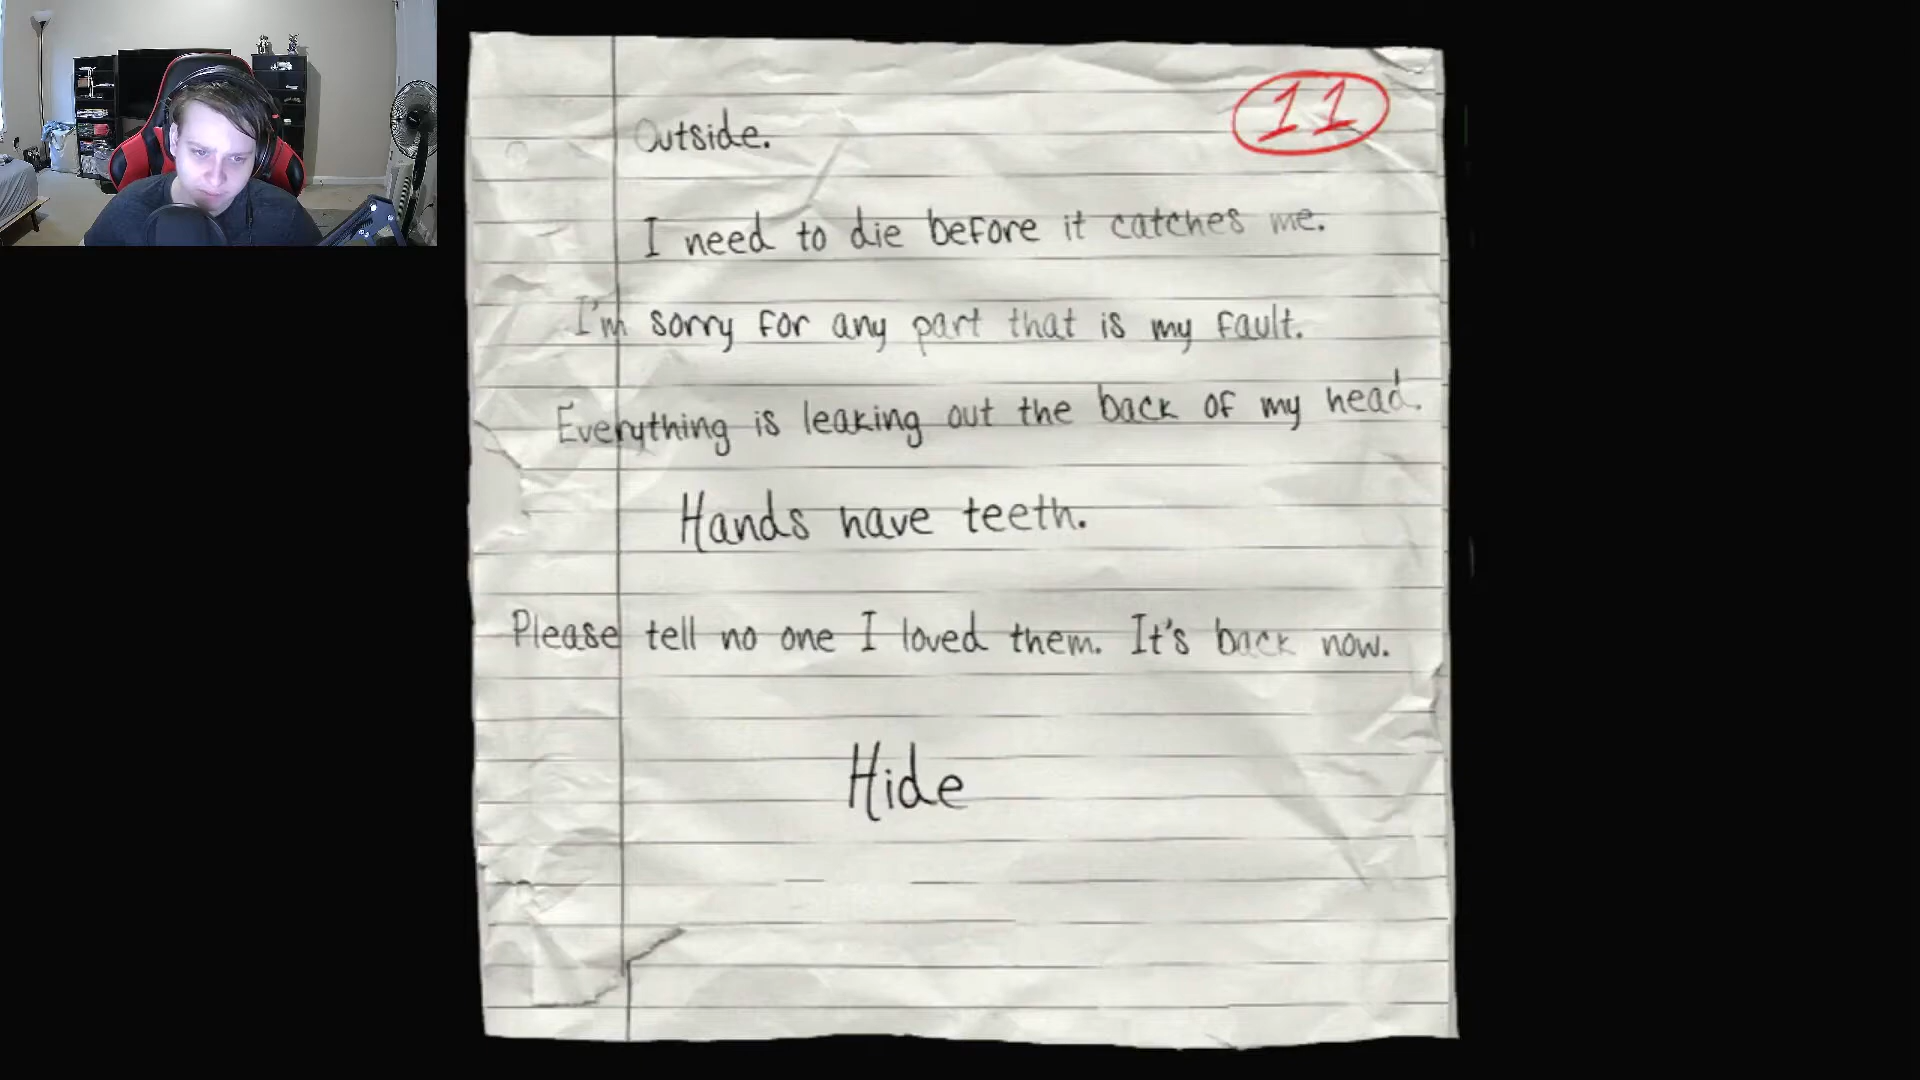 11
Outside.
I need to die before it catches me.
I'm sorry for any part that is my fault.
Everything is leaking out the back of my head.
Hands have teeth.
Please tell no one I loved them. It's back now.
Hide